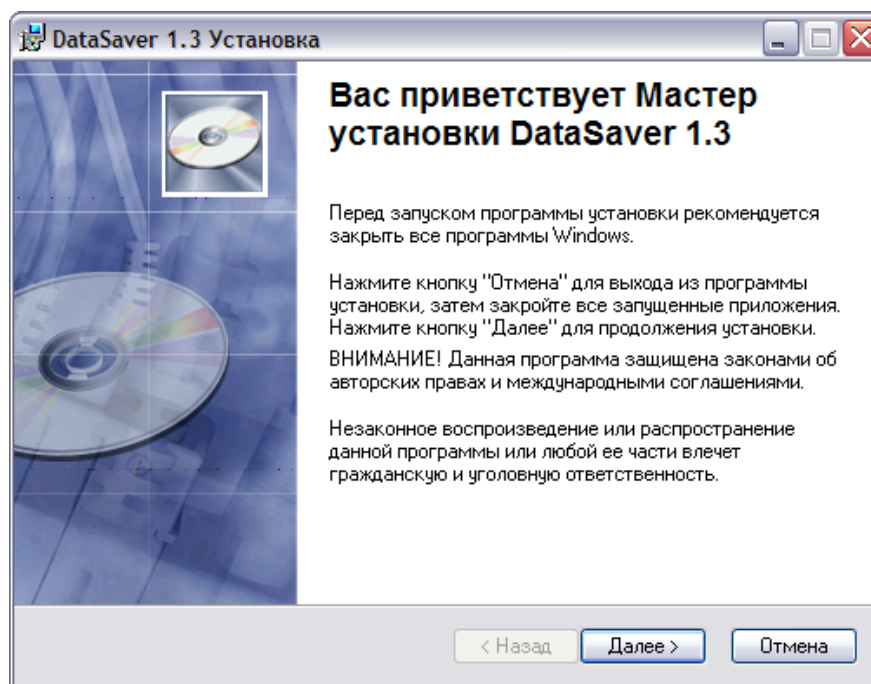 DataSaver 1.3 Установка
Вас приветствует Мастер
установки DataSaver 1.3
Перед запуском программы установки рекомендуется
закрыть все программы Windows.
Нажмите кнопку "Отмена" для выхода из программы
установки, затем закройте все запущенные приложения.
Нажмите кнопку "Далее" для продолжения установки.
ВНИМАНИЕ! Данная программа защищена законами об
авторских правах и международными соглашениями.
Незаконное воспроизведение или распространение
данной программы или любой ее части влечет
гражданскую и уголовную ответственность.
< Назад Далее > Отмена